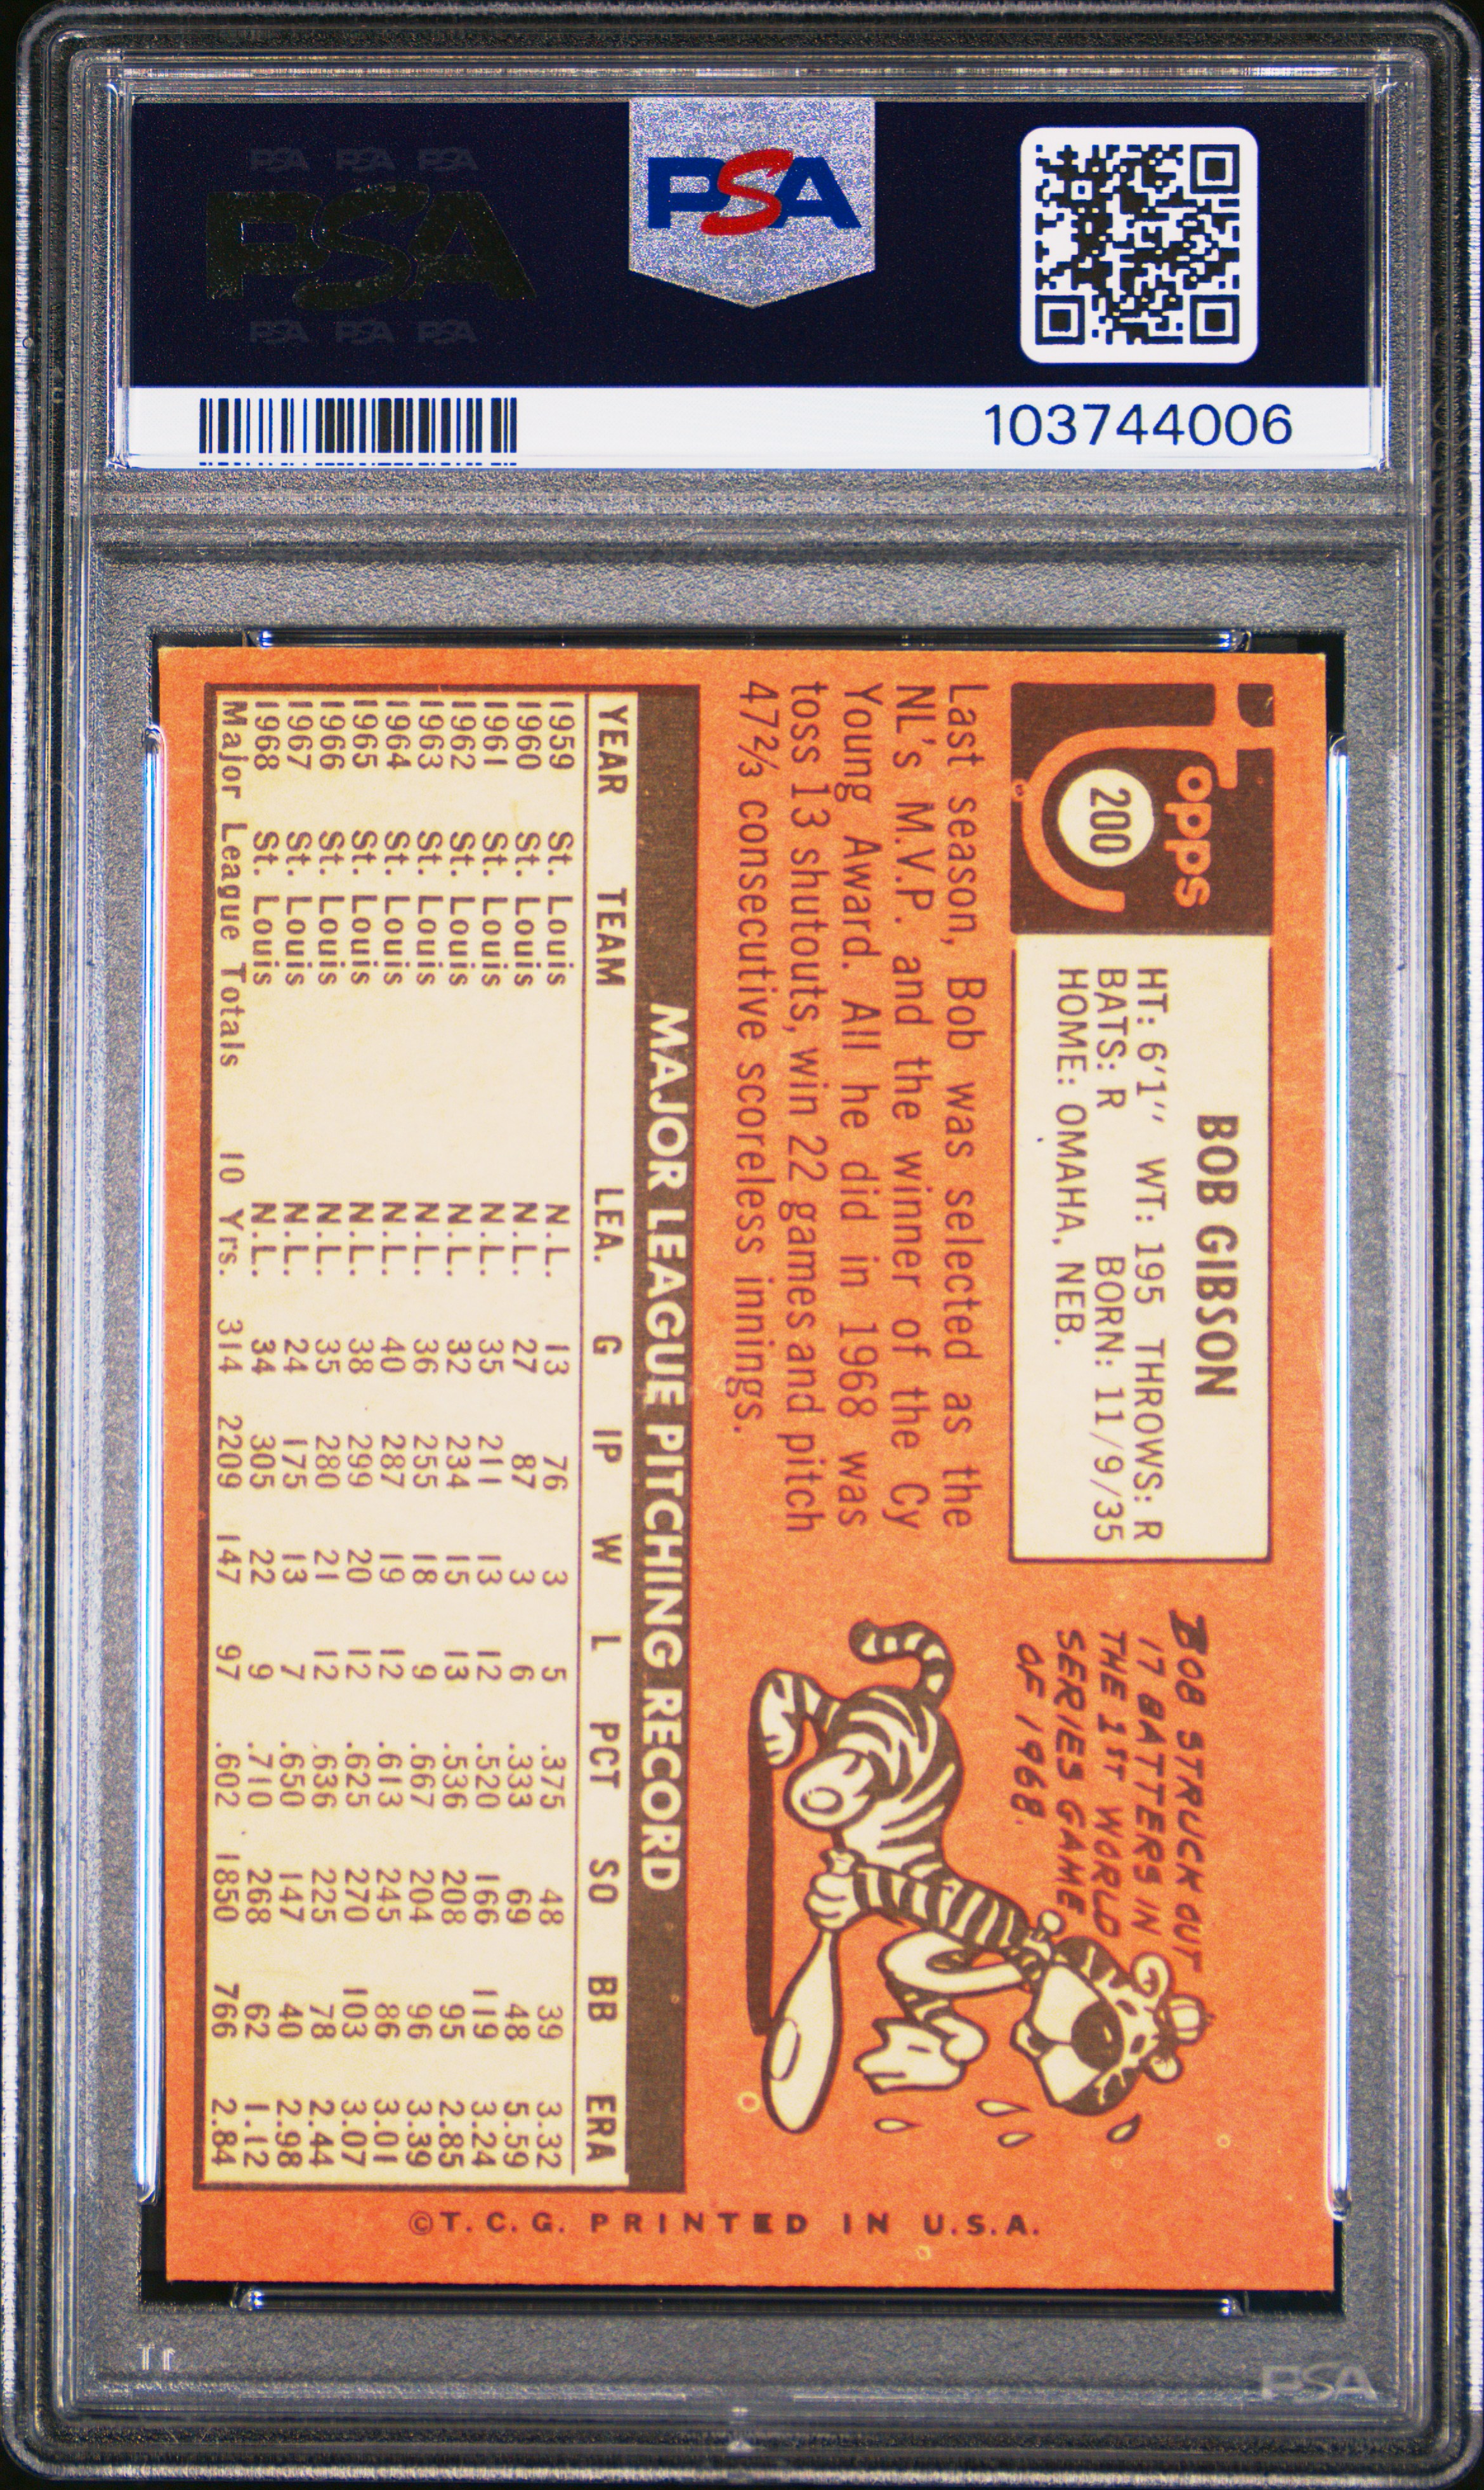 PSA PSA PSA
PSA
PSA PSA PSA
PSA
103744006
Topps
200
BOB GIBSON
HT: 6'1" WT: 195 THROWS: R
BATS: R BORN: 11/9/35
HOME: OMAHA, NEB.
Last season, Bob was selected as the
NL's M.V.P. and the winner of the Cy
Young Award. All he did in 1968 was
toss 13 shutouts, win 22 games and pitch
47⅔ consecutive scoreless innings.
BOB STRUCK OUT
17 BATTERS IN
THE 1ST WORLD
SERIES GAME
OF 1968.
MAJOR LEAGUE PITCHING RECORD
YEAR TEAM LEA. G IP W L PCT SO BB ERA
1959 St. Louis N.L. 13 76 3 5 .375 48 39 3.32
1960 St. Louis N.L. 27 87 3 6 .333 69 48 5.59
1961 St. Louis N.L. 35 211 13 12 .520 166 119 3.24
1962 St. Louis N.L. 32 234 15 13 .536 208 95 2.85
1963 St. Louis N.L. 36 255 18 9 .667 204 96 3.39
1964 St. Louis N.L. 40 287 19 12 .613 245 86 3.01
1965 St. Louis N.L. 38 299 20 12 .625 270 103 3.07
1966 St. Louis N.L. 35 280 21 12 .636 225 78 2.44
1967 St. Louis N.L. 24 175 13 7 .650 147 40 2.98
1968 St. Louis N.L. 34 305 22 9 .710 268 62 1.12
Major League Totals 10 Yrs. 314 2209 147 97 .602 1850 766 2.84
©T.C.G. PRINTED IN U.S.A.
PSA